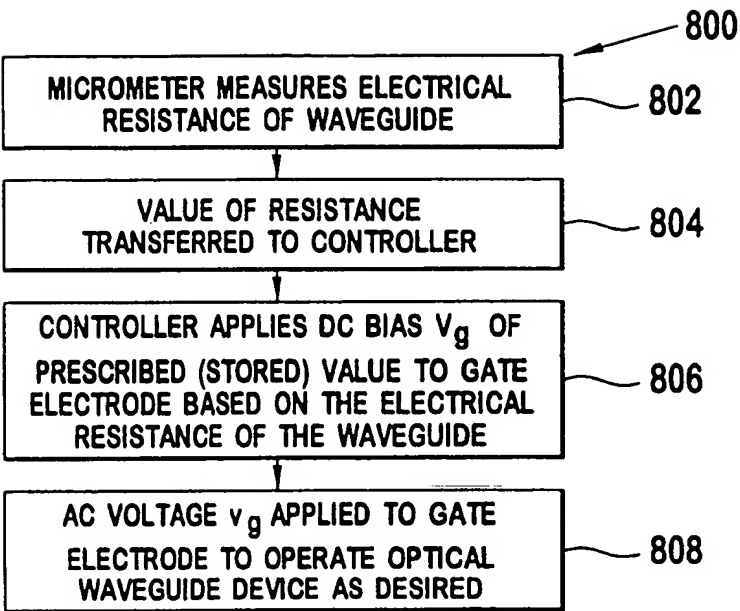 800
MICROMETER MEASURES ELECTRICAL
RESISTANCE OF WAVEGUIDE
802
VALUE OF RESISTANCE
TRANSFERRED TO CONTROLLER
804
CONTROLLER APPLIES DC BIAS Vg OF
PRESCRIBED (STORED) VALUE TO GATE
ELECTRODE BASED ON THE ELECTRICAL
RESISTANCE OF THE WAVEGUIDE
806
AC VOLTAGE vg APPLIED TO GATE
ELECTRODE TO OPERATE OPTICAL
WAVEGUIDE DEVICE AS DESIRED
808